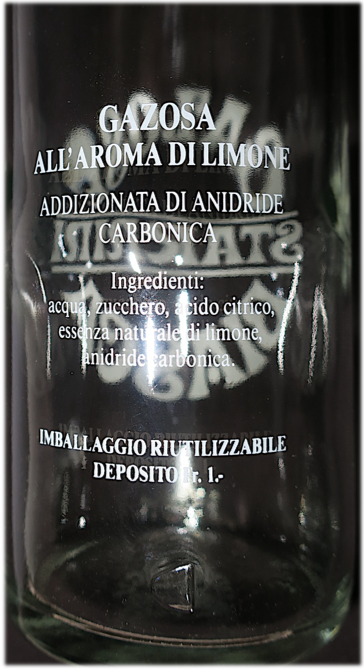 GAZOSA
ALL'AROMA DI LIMONE
ADDIZIONATA DI ANIDRIDE
CARBONICA
Ingredienti:
acqua, zucchero, acido citrico,
essenza naturale di limone,
anidride carbonica.
IMBALLAGGIO RIUTILIZZABILE
DEPOSITO Fr. 1.-